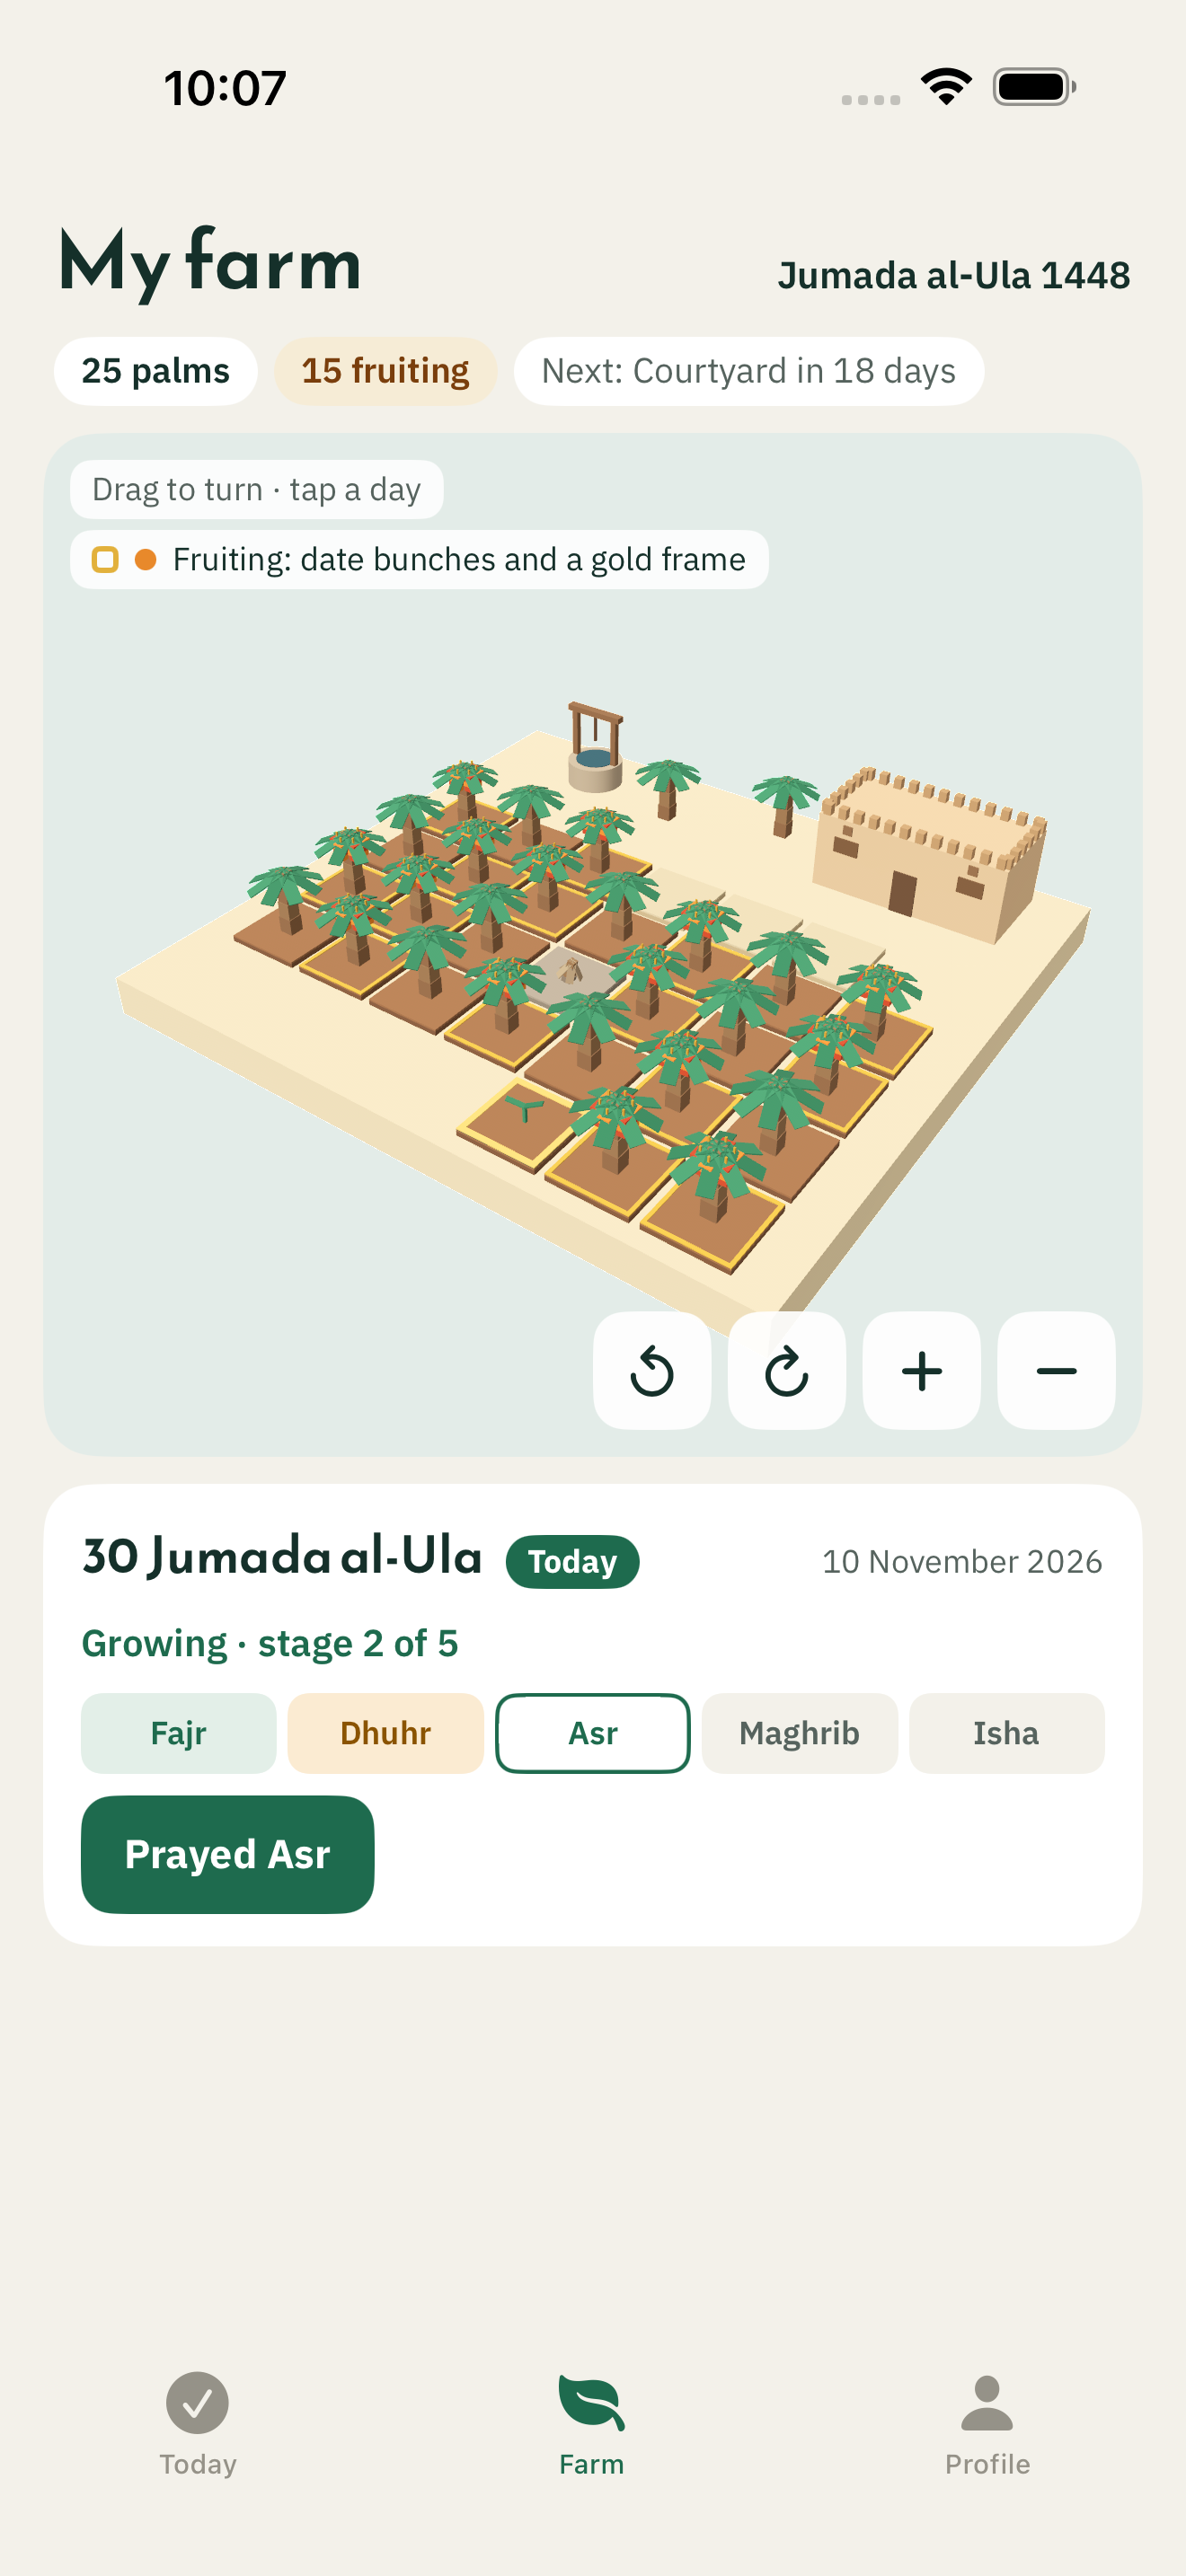 10:07
My farm
Jumada al-Ula 1448
25 palms
15 fruiting
Next: Courtyard in 18 days
Drag to turn · tap a day
Fruiting: date bunches and a gold frame
30 Jumada al-Ula
Today
10 November 2026
Growing · stage 2 of 5
Fajr
Dhuhr
Asr
Maghrib
Isha
Prayed Asr
Today
Farm
Profile